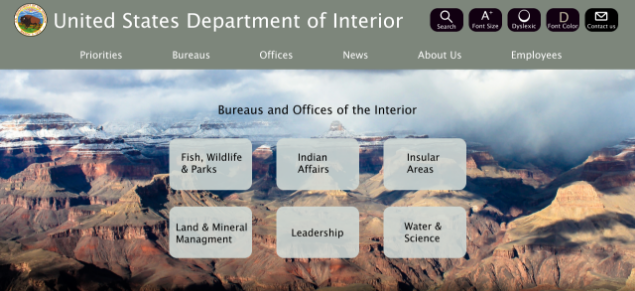 United States Department of Interior
Search
A+
Font Size
Dyslexic
D
Font Color
Contact us
Priorities Bureaus Offices News About Us Employees
Bureaus and Offices of the Interior
Fish, Wildlife
& Parks
Indian
Affairs
Insular
Areas
Land & Mineral
Managment
Leadership
Water &
Science